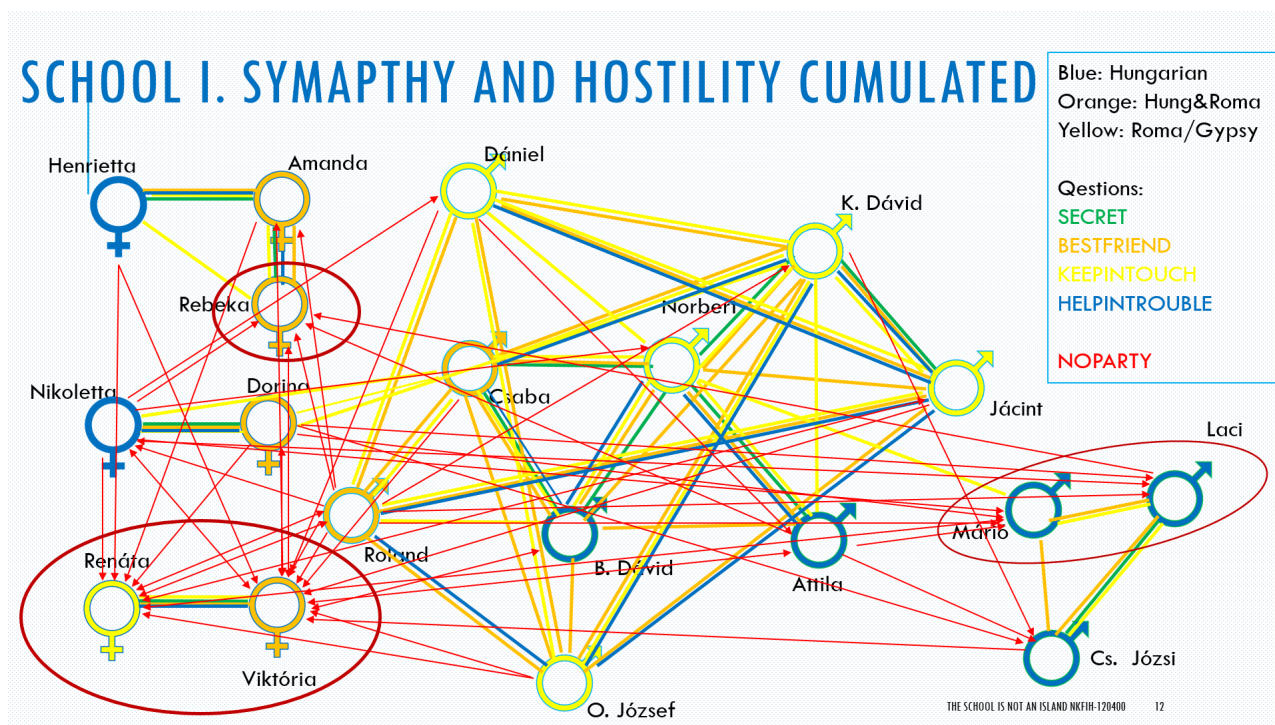 SCHOOL I. SYMAPTHY AND HOSTILITY CUMULATED
Blue: Hungarian
Orange: Hung&Roma
Yellow: Roma/Gypsy
Qestions:
SECRET
BESTFRIEND
KEEPINTOUCH
HELPINTROUBLE
NOPARTY
Henrietta
Amanda
Dániel
K. Dávid
Rebeka
Norbert
Nikoletta
Dorina
Csaba
Jácint
Laci
Renáta
Roland
B. Dávid
Attila
Márió
Viktória
Cs. Józsi
O. József
THE SCHOOL IS NOT AN ISLAND NKFIH-120400
12